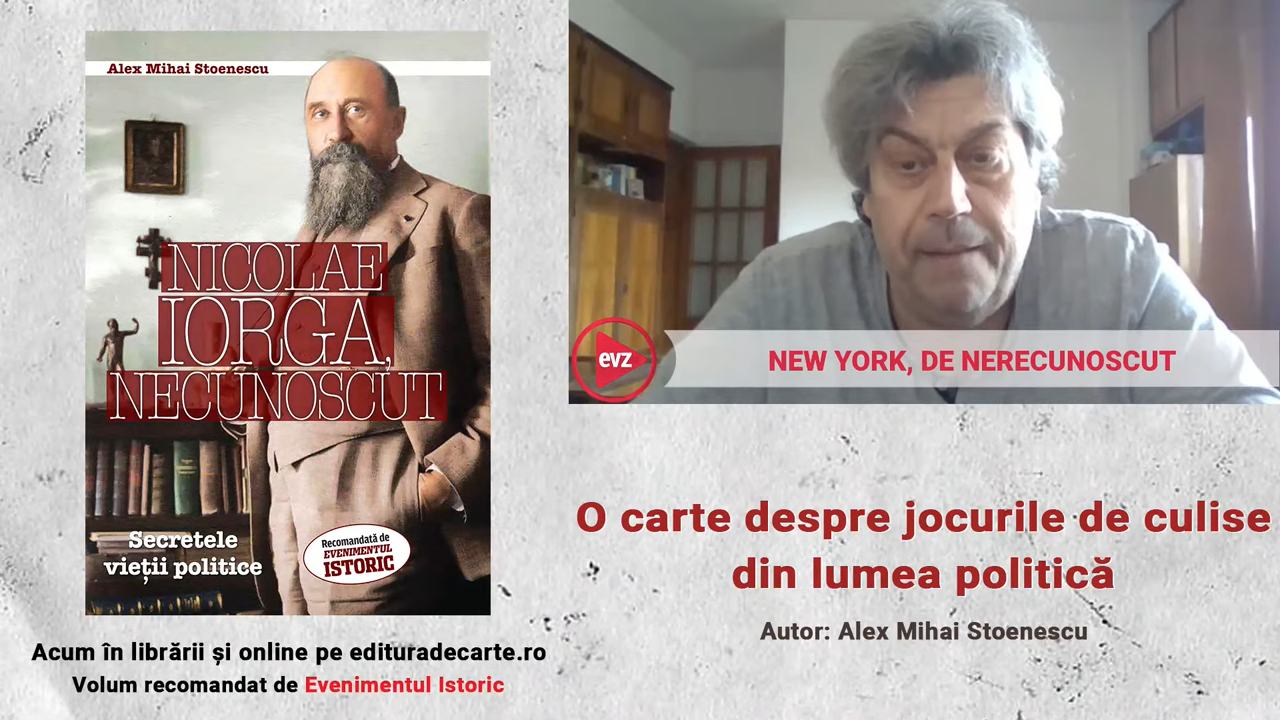 Alex Mihai Stoenescu
NICOLAE
IORGA,
NECUNOSCUT
Secretele
vieții politice
Recomandată de
EVENIMENTUL
ISTORIC
Acum în librării și online pe edituradecarte.ro
Volum recomandat de Evenimentul Istoric
evz
NEW YORK, DE NERECUNOSCUT
O carte despre jocurile de culise
din lumea politică
Autor: Alex Mihai Stoenescu